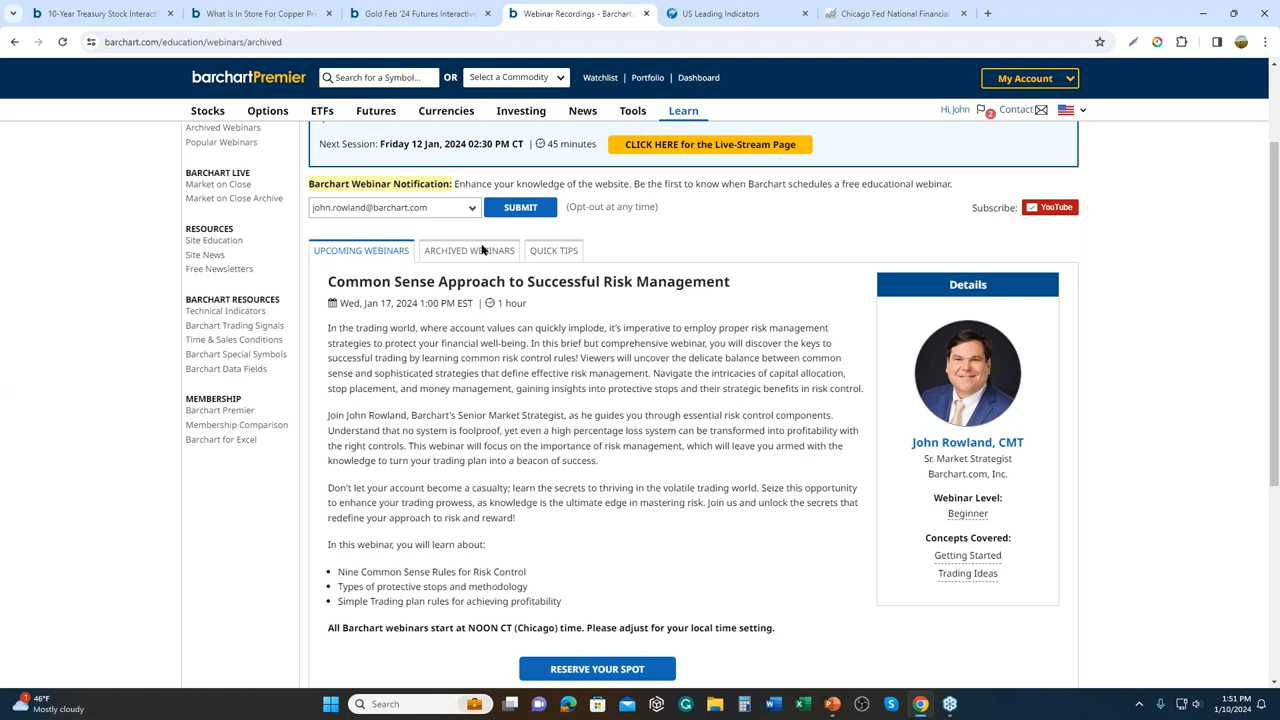 10-Year Treasury Stock Interact
What Is In Store For Copper Pric
Gold Feb '24 Futures Interactive
Webinar Recordings - Barchart.
US Leading Indicators
Chicago Fed National Financial
barchart.com/education/webinars/archived
barchartPremier
Search for a Symbol...
OR
Select a Commodity
Watchlist
Portfolio
Dashboard
My Account
Stocks
Options
ETFs
Futures
Currencies
Investing
News
Tools
Learn
Hi, John
2
Contact
Archived Webinars
Popular Webinars
BARCHART LIVE
Market on Close
Market on Close Archive
RESOURCES
Site Education
Site News
Free Newsletters
BARCHART RESOURCES
Technical Indicators
Barchart Trading Signals
Time & Sales Conditions
Barchart Special Symbols
Barchart Data Fields
MEMBERSHIP
Barchart Premier
Membership Comparison
Barchart for Excel
Next Session: Friday 12 Jan, 2024 02:30 PM CT | 45 minutes
CLICK HERE for the Live-Stream Page
Barchart Webinar Notification: Enhance your knowledge of the website. Be the first to know when Barchart schedules a free educational webinar.
john.rowland@barchart.com
SUBMIT
(Opt-out at any time)
Subscribe:
YouTube
UPCOMING WEBINARS
ARCHIVED WEBINARS
QUICK TIPS
Common Sense Approach to Successful Risk Management
Wed, Jan 17, 2024 1:00 PM EST | 1 hour
In the trading world, where account values can quickly implode, it's imperative to employ proper risk management
strategies to protect your financial well-being. In this brief but comprehensive webinar, you will discover the keys to
successful trading by learning common risk control rules! Viewers will uncover the delicate balance between common
sense and sophisticated strategies that define effective risk management. Navigate the intricacies of capital allocation,
stop placement, and money management, gaining insights into protective stops and their strategic benefits in risk control.
Join John Rowland, Barchart's Senior Market Strategist, as he guides you through essential risk control components.
Understand that no system is foolproof, yet even a high percentage loss system can be transformed into profitability with
the right controls. This webinar will focus on the importance of risk management, which will leave you armed with the
knowledge to turn your trading plan into a beacon of success.
Don't let your account become a casualty; learn the secrets to thriving in the volatile trading world. Seize this opportunity
to enhance your trading prowess, as knowledge is the ultimate edge in mastering risk. Join us and unlock the secrets that
redefine your approach to risk and reward!
In this webinar, you will learn about:
• Nine Common Sense Rules for Risk Control
• Types of protective stops and methodology
• Simple Trading plan rules for achieving profitability
All Barchart webinars start at NOON CT (Chicago) time. Please adjust for your local time setting.
RESERVE YOUR SPOT
Details
John Rowland, CMT
Sr. Market Strategist
Barchart.com, Inc.
Webinar Level:
Beginner
Concepts Covered:
Getting Started
Trading Ideas
1
46°F
Mostly cloudy
Search
1:51 PM
1/10/2024